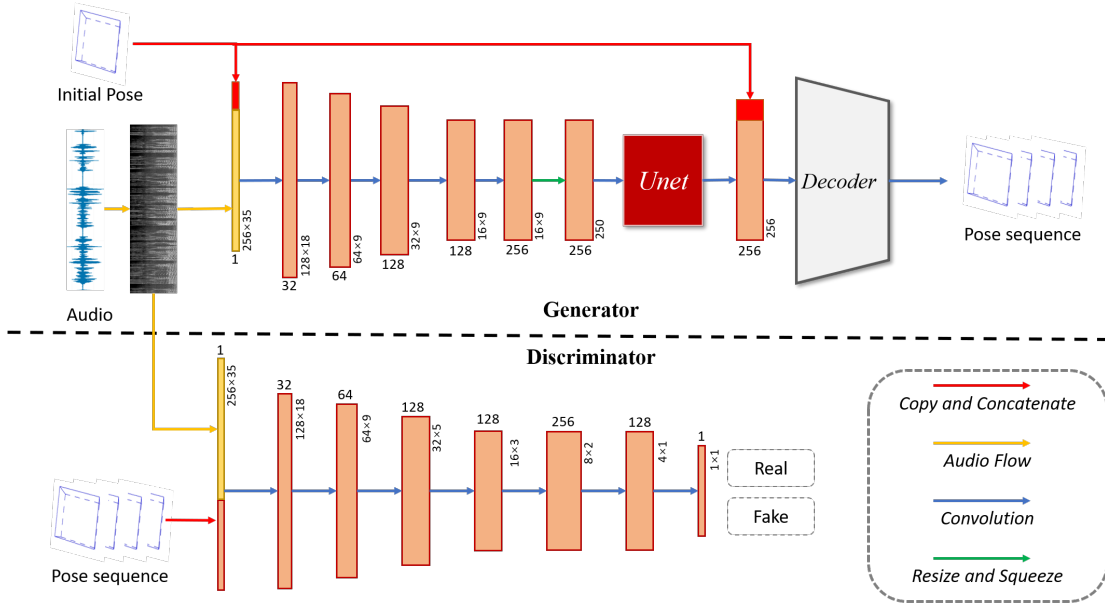 Initial Pose
Audio
1
256×35
32
128×18
64
64×9
128
32×9
128
16×9
256
16×9
256
250
Unet
256
256
Decoder
Pose sequence
Generator
Discriminator
1
256×35
32
128×18
64
64×9
128
32×5
128
16×3
256
8×2
128
4×1
1
1×1
Real
Fake
Pose sequence
Copy and Concatenate
Audio Flow
Convolution
Resize and Squeeze